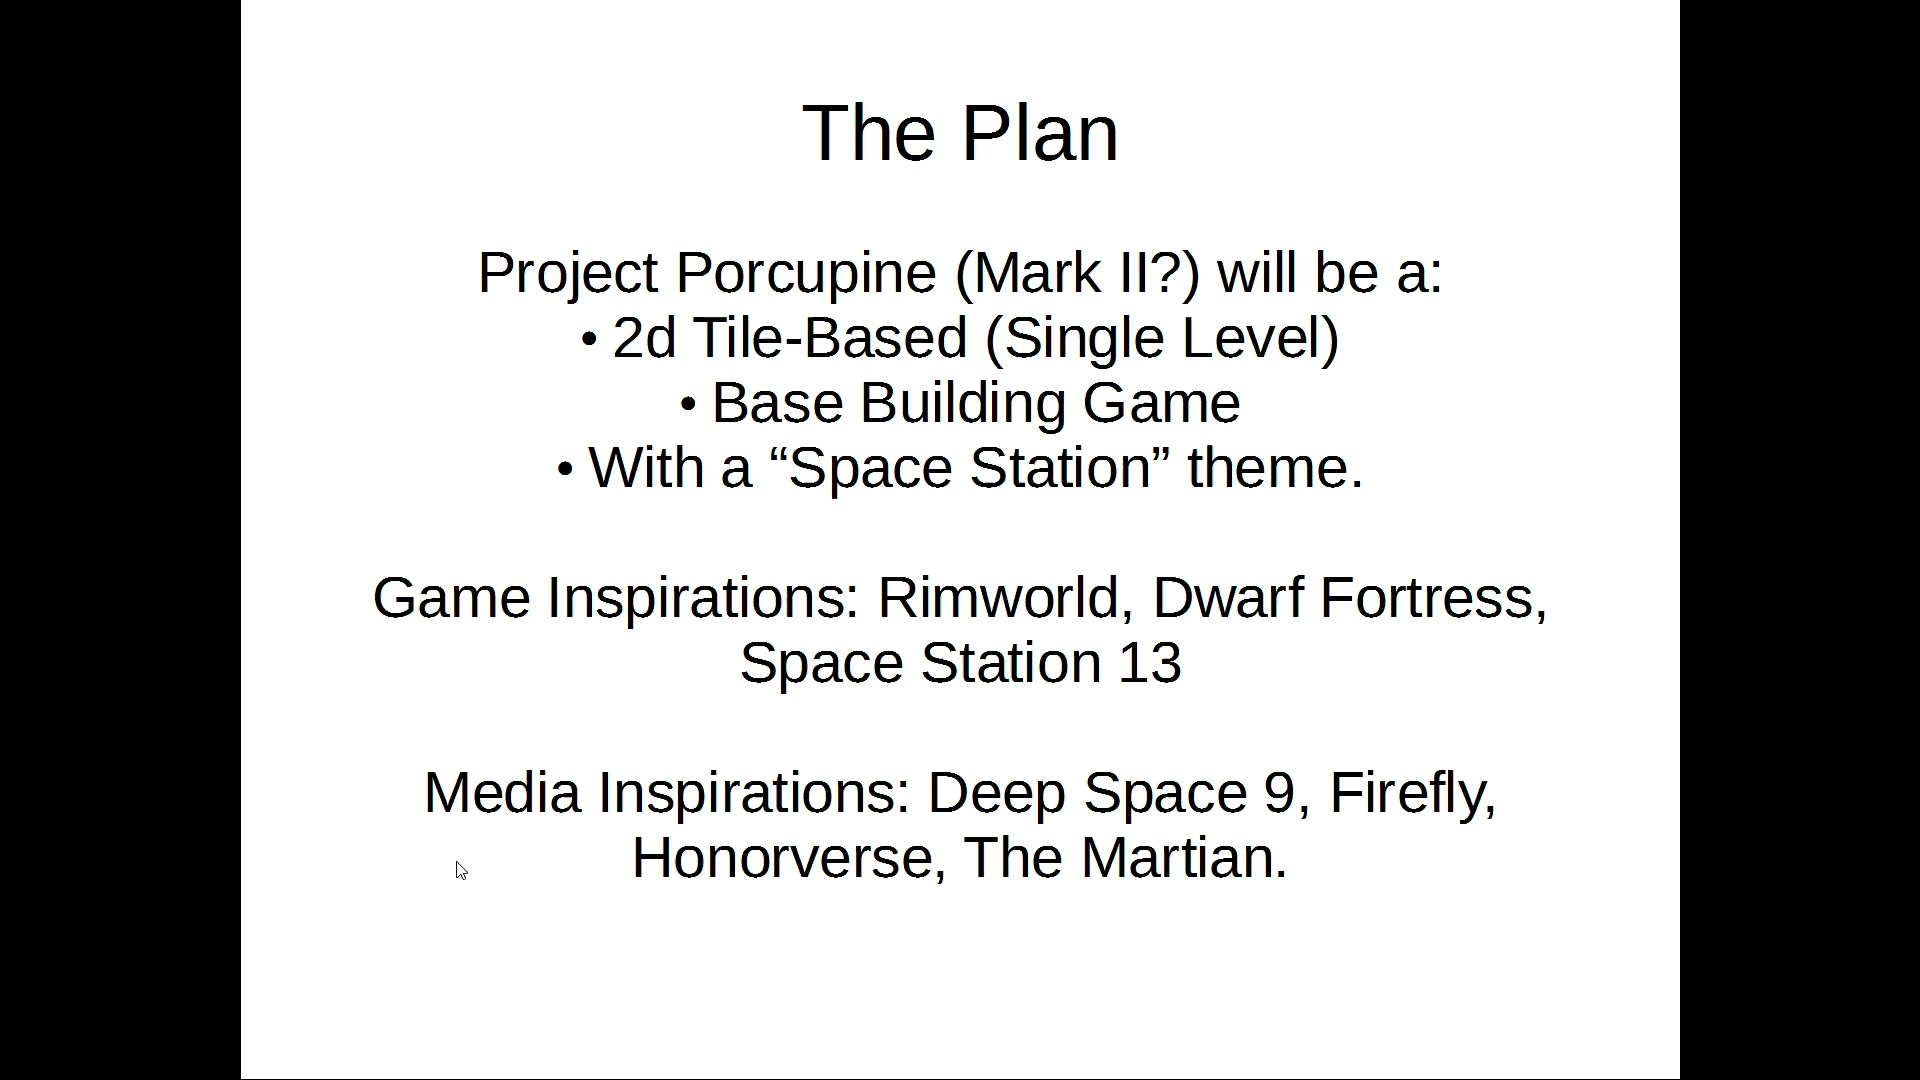 The Plan
Project Porcupine (Mark II?) will be a:
• 2d Tile-Based (Single Level)
• Base Building Game
• With a “Space Station” theme.
Game Inspirations: Rimworld, Dwarf Fortress,
Space Station 13
Media Inspirations: Deep Space 9, Firefly,
Honorverse, The Martian.